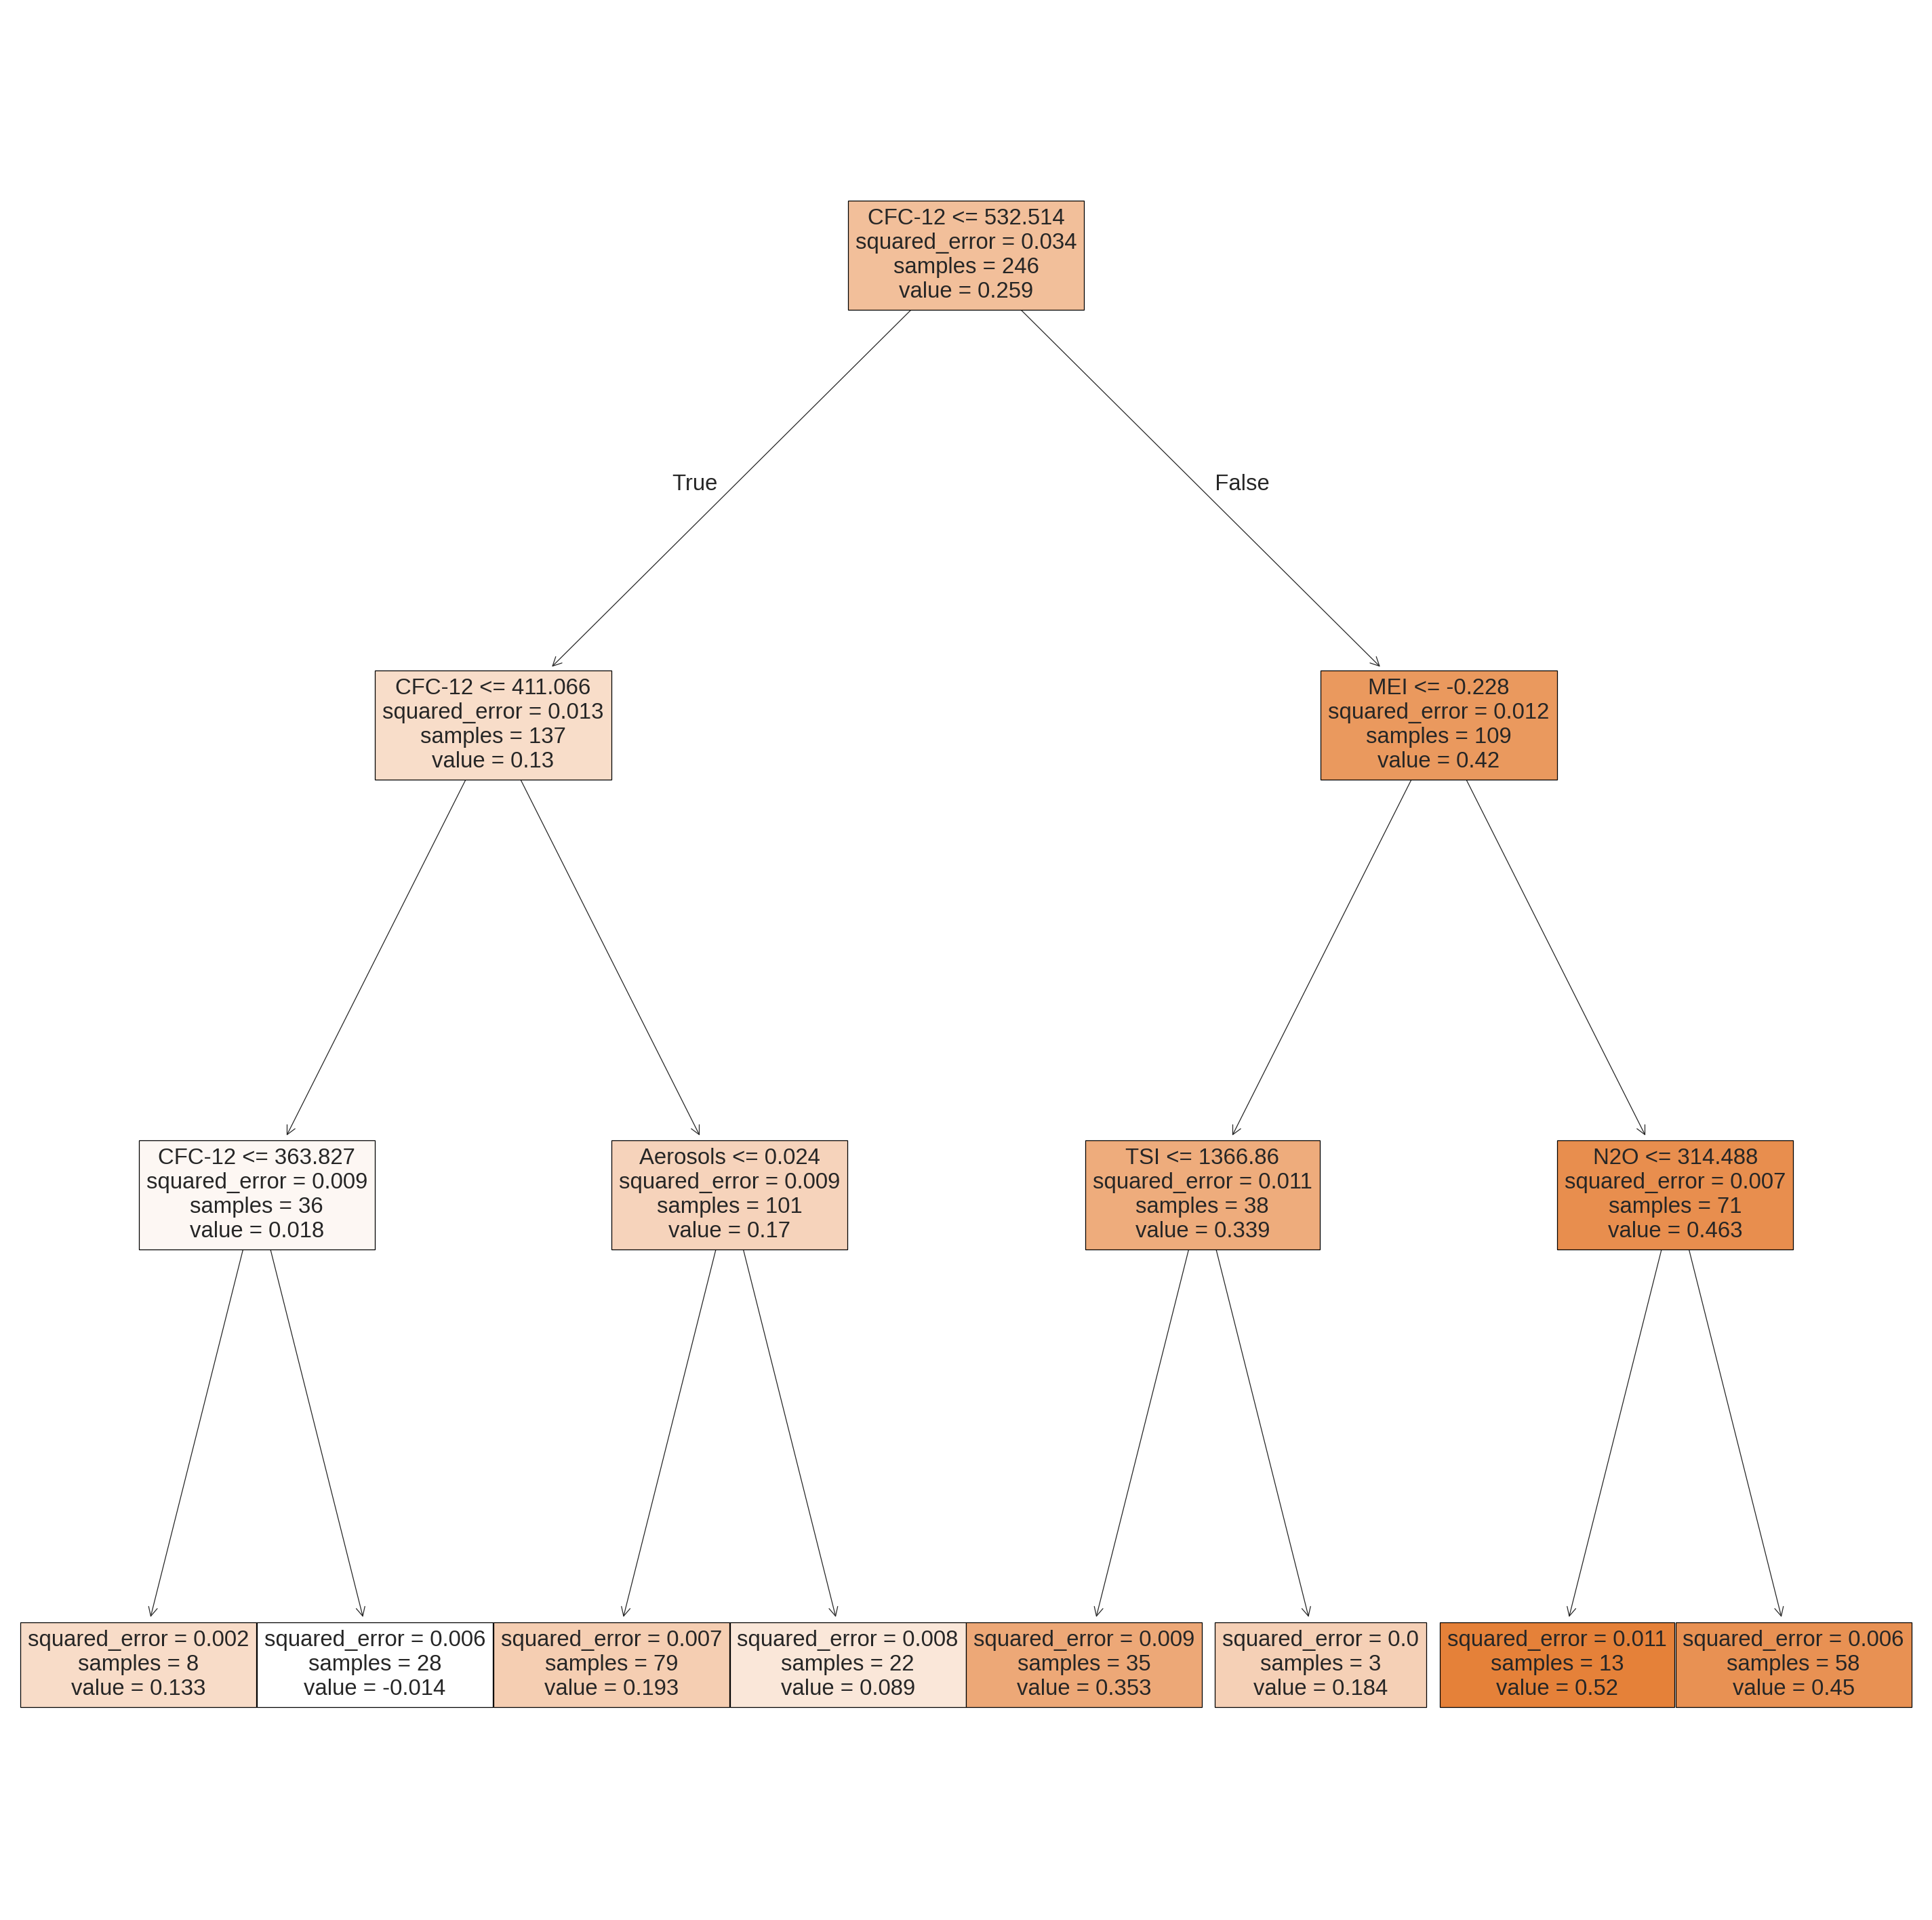 CFC-12 <= 532.514
squared_error = 0.034
samples = 246
value = 0.259
True
False
CFC-12 <= 411.066
squared_error = 0.013
samples = 137
value = 0.13
MEI <= -0.228
squared_error = 0.012
samples = 109
value = 0.42
CFC-12 <= 363.827
squared_error = 0.009
samples = 36
value = 0.018
Aerosols <= 0.024
squared_error = 0.009
samples = 101
value = 0.17
TSI <= 1366.86
squared_error = 0.011
samples = 38
value = 0.339
N2O <= 314.488
squared_error = 0.007
samples = 71
value = 0.463
squared_error = 0.002
samples = 8
value = 0.133
squared_error = 0.006
samples = 28
value = -0.014
squared_error = 0.007
samples = 79
value = 0.193
squared_error = 0.008
samples = 22
value = 0.089
squared_error = 0.009
samples = 35
value = 0.353
squared_error = 0.0
samples = 3
value = 0.184
squared_error = 0.011
samples = 13
value = 0.52
squared_error = 0.006
samples = 58
value = 0.45